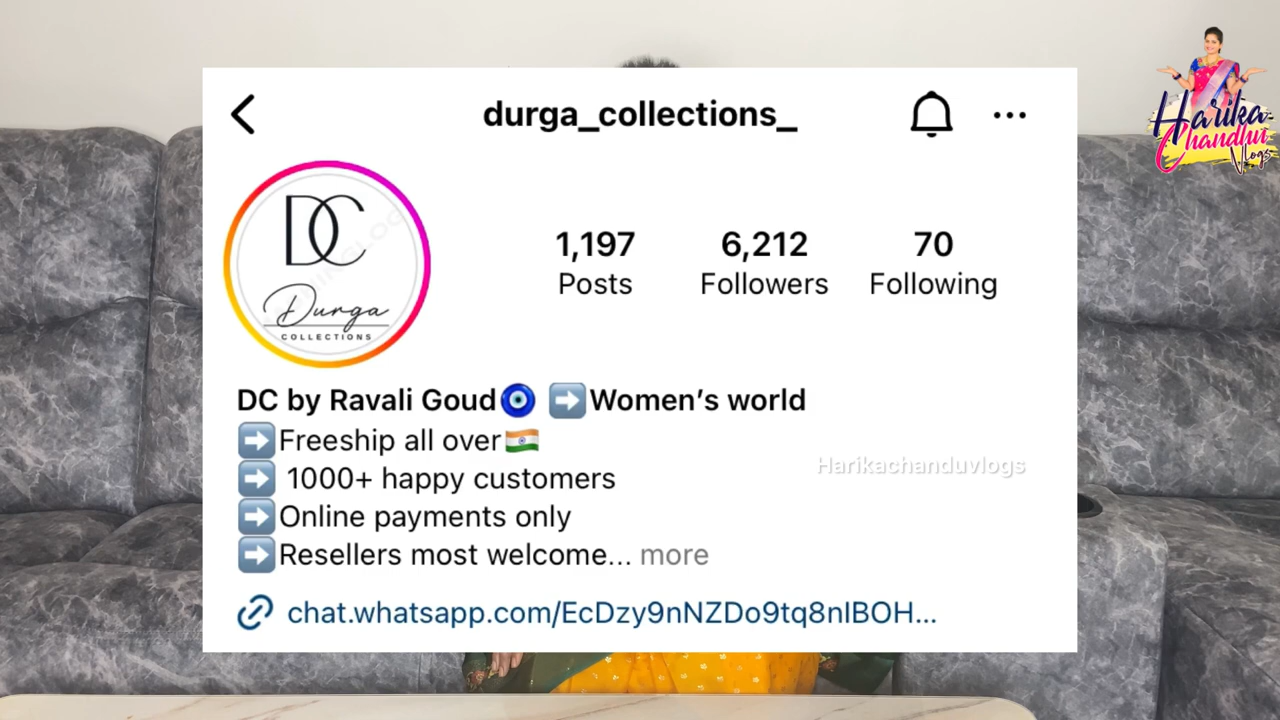 durga_collections_
Harika
Chandhu
Vlogs
DC
Durga
COLLECTIONS
1,197
Posts
6,212
Followers
70
Following
DC by Ravali Goud🧿 ➡️Women’s world
➡️Freeship all over🇮🇳
➡️ 1000+ happy customers
Harikachanduvlogs
➡️Online payments only
➡️Resellers most welcome... more
chat.whatsapp.com/EcDzy9nNZDo9tq8nIBOH...